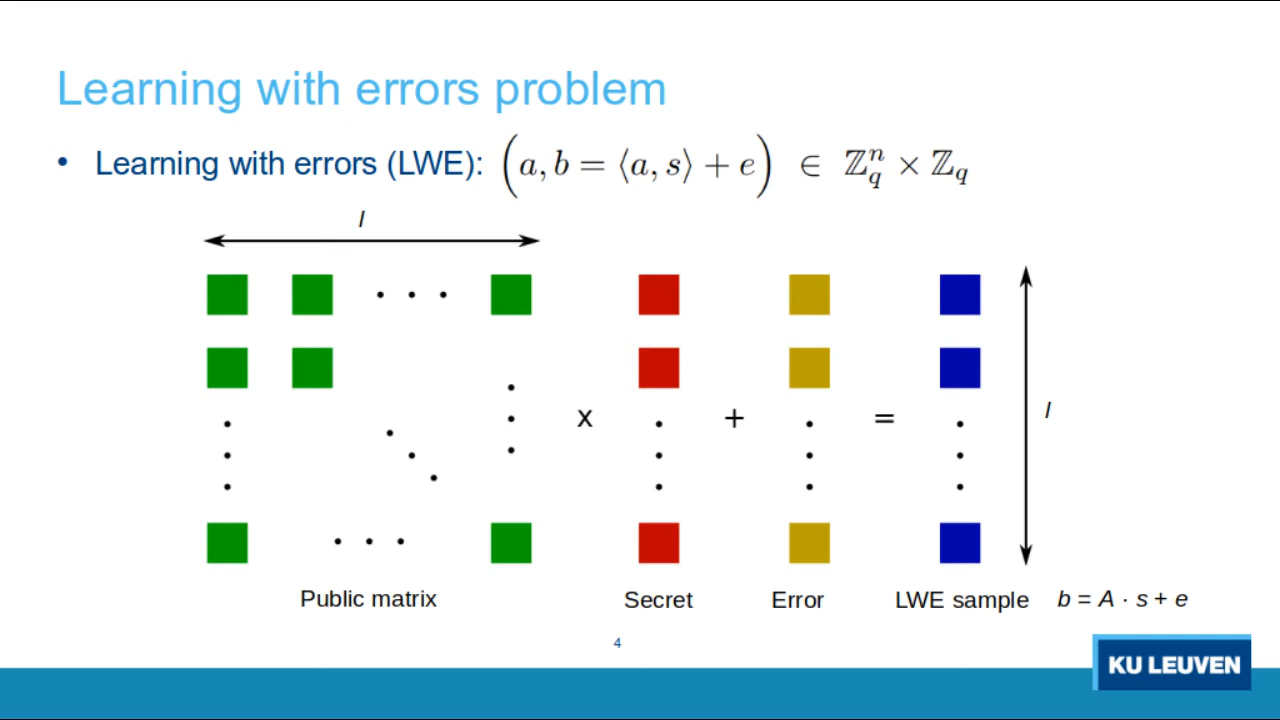 Learning with errors problem
• Learning with errors (LWE): (a, b = ⟨a, s⟩ + e) ∈ ℤ_q^n × ℤ_q
l
x + = l
Public matrix Secret Error LWE sample b = A · s + e
4
KU LEUVEN